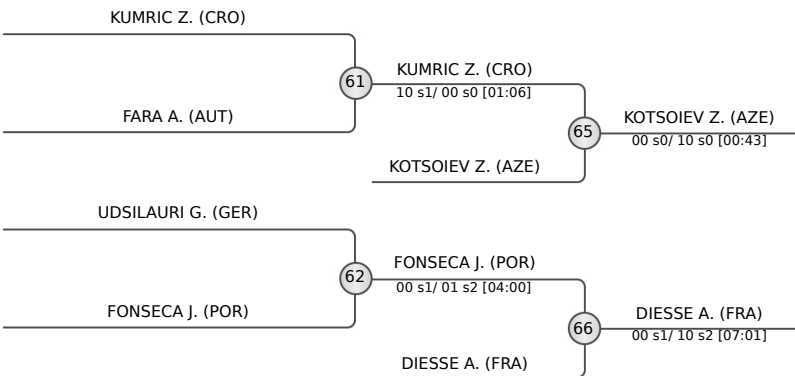 KUMRIC Z. (CRO)
61
KUMRIC Z. (CRO)
10 s1/ 00 s0 [01:06]
FARA A. (AUT)
65
KOTSOIEV Z. (AZE)
00 s0/ 10 s0 [00:43]
KOTSOIEV Z. (AZE)
UDSILAURI G. (GER)
62
FONSECA J. (POR)
00 s1/ 01 s2 [04:00]
FONSECA J. (POR)
66
DIESSE A. (FRA)
00 s1/ 10 s2 [07:01]
DIESSE A. (FRA)